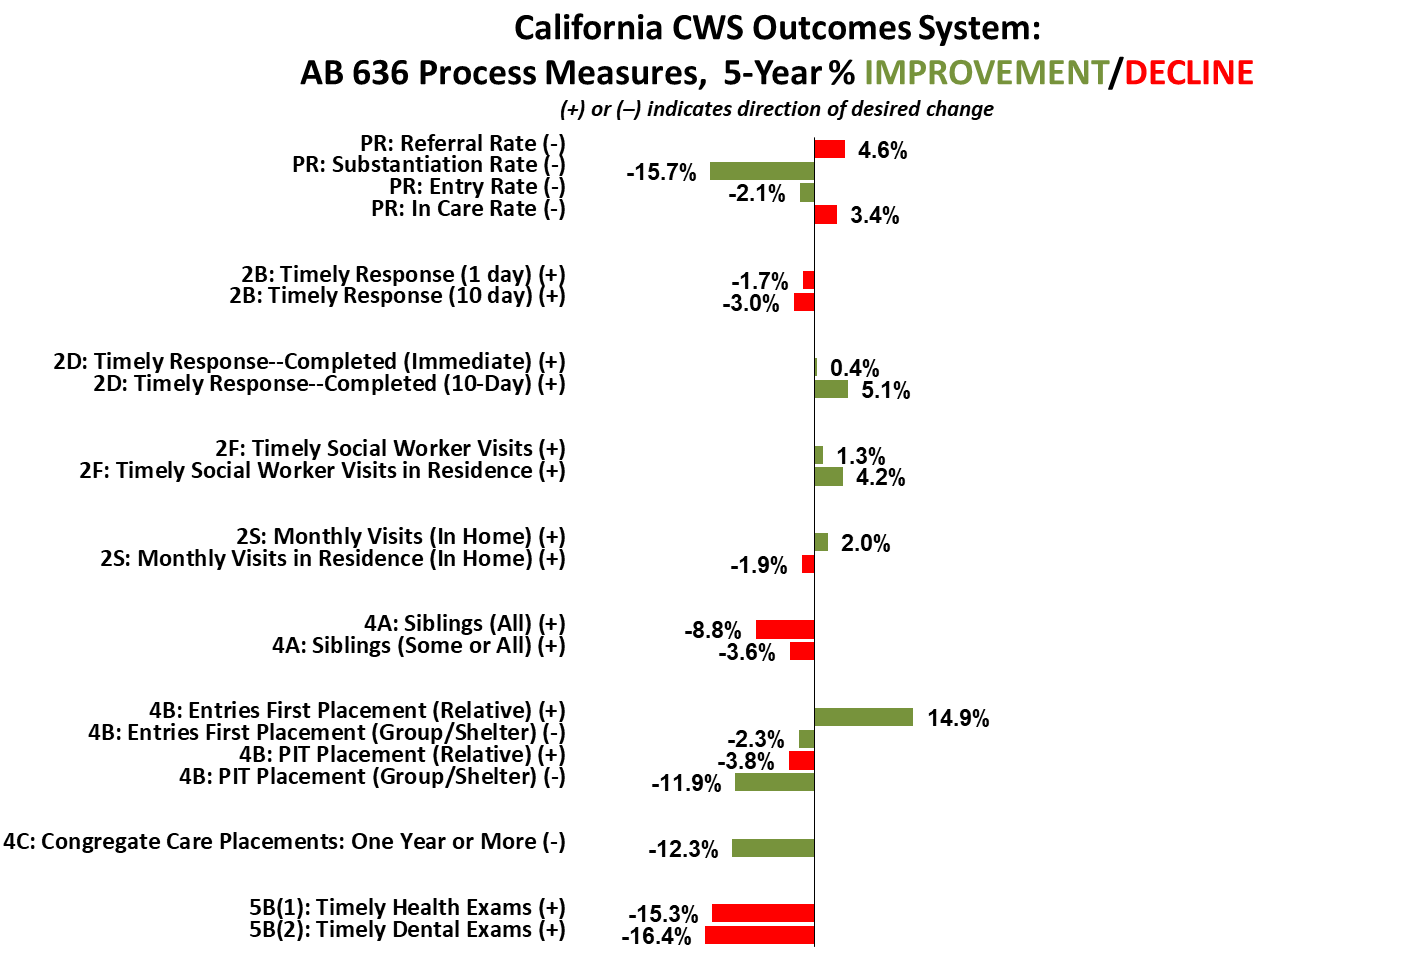 California CWS Outcomes System:
AB 636 Process Measures, 5-Year % IMPROVEMENT/DECLINE
(+) or (–) indicates direction of desired change
PR: Referral Rate (-) 4.6%
PR: Substantiation Rate (-) -15.7%
PR: Entry Rate (-) -2.1%
PR: In Care Rate (-) 3.4%
2B: Timely Response (1 day) (+) -1.7%
2B: Timely Response (10 day) (+) -3.0%
2D: Timely Response--Completed (Immediate) (+) 0.4%
2D: Timely Response--Completed (10-Day) (+) 5.1%
2F: Timely Social Worker Visits (+) 1.3%
2F: Timely Social Worker Visits in Residence (+) 4.2%
2S: Monthly Visits (In Home) (+) 2.0%
2S: Monthly Visits in Residence (In Home) (+) -1.9%
4A: Siblings (All) (+) -8.8%
4A: Siblings (Some or All) (+) -3.6%
4B: Entries First Placement (Relative) (+) 14.9%
4B: Entries First Placement (Group/Shelter) (-) -2.3%
4B: PIT Placement (Relative) (+) -3.8%
4B: PIT Placement (Group/Shelter) (-) -11.9%
4C: Congregate Care Placements: One Year or More (-) -12.3%
5B(1): Timely Health Exams (+) -15.3%
5B(2): Timely Dental Exams (+) -16.4%